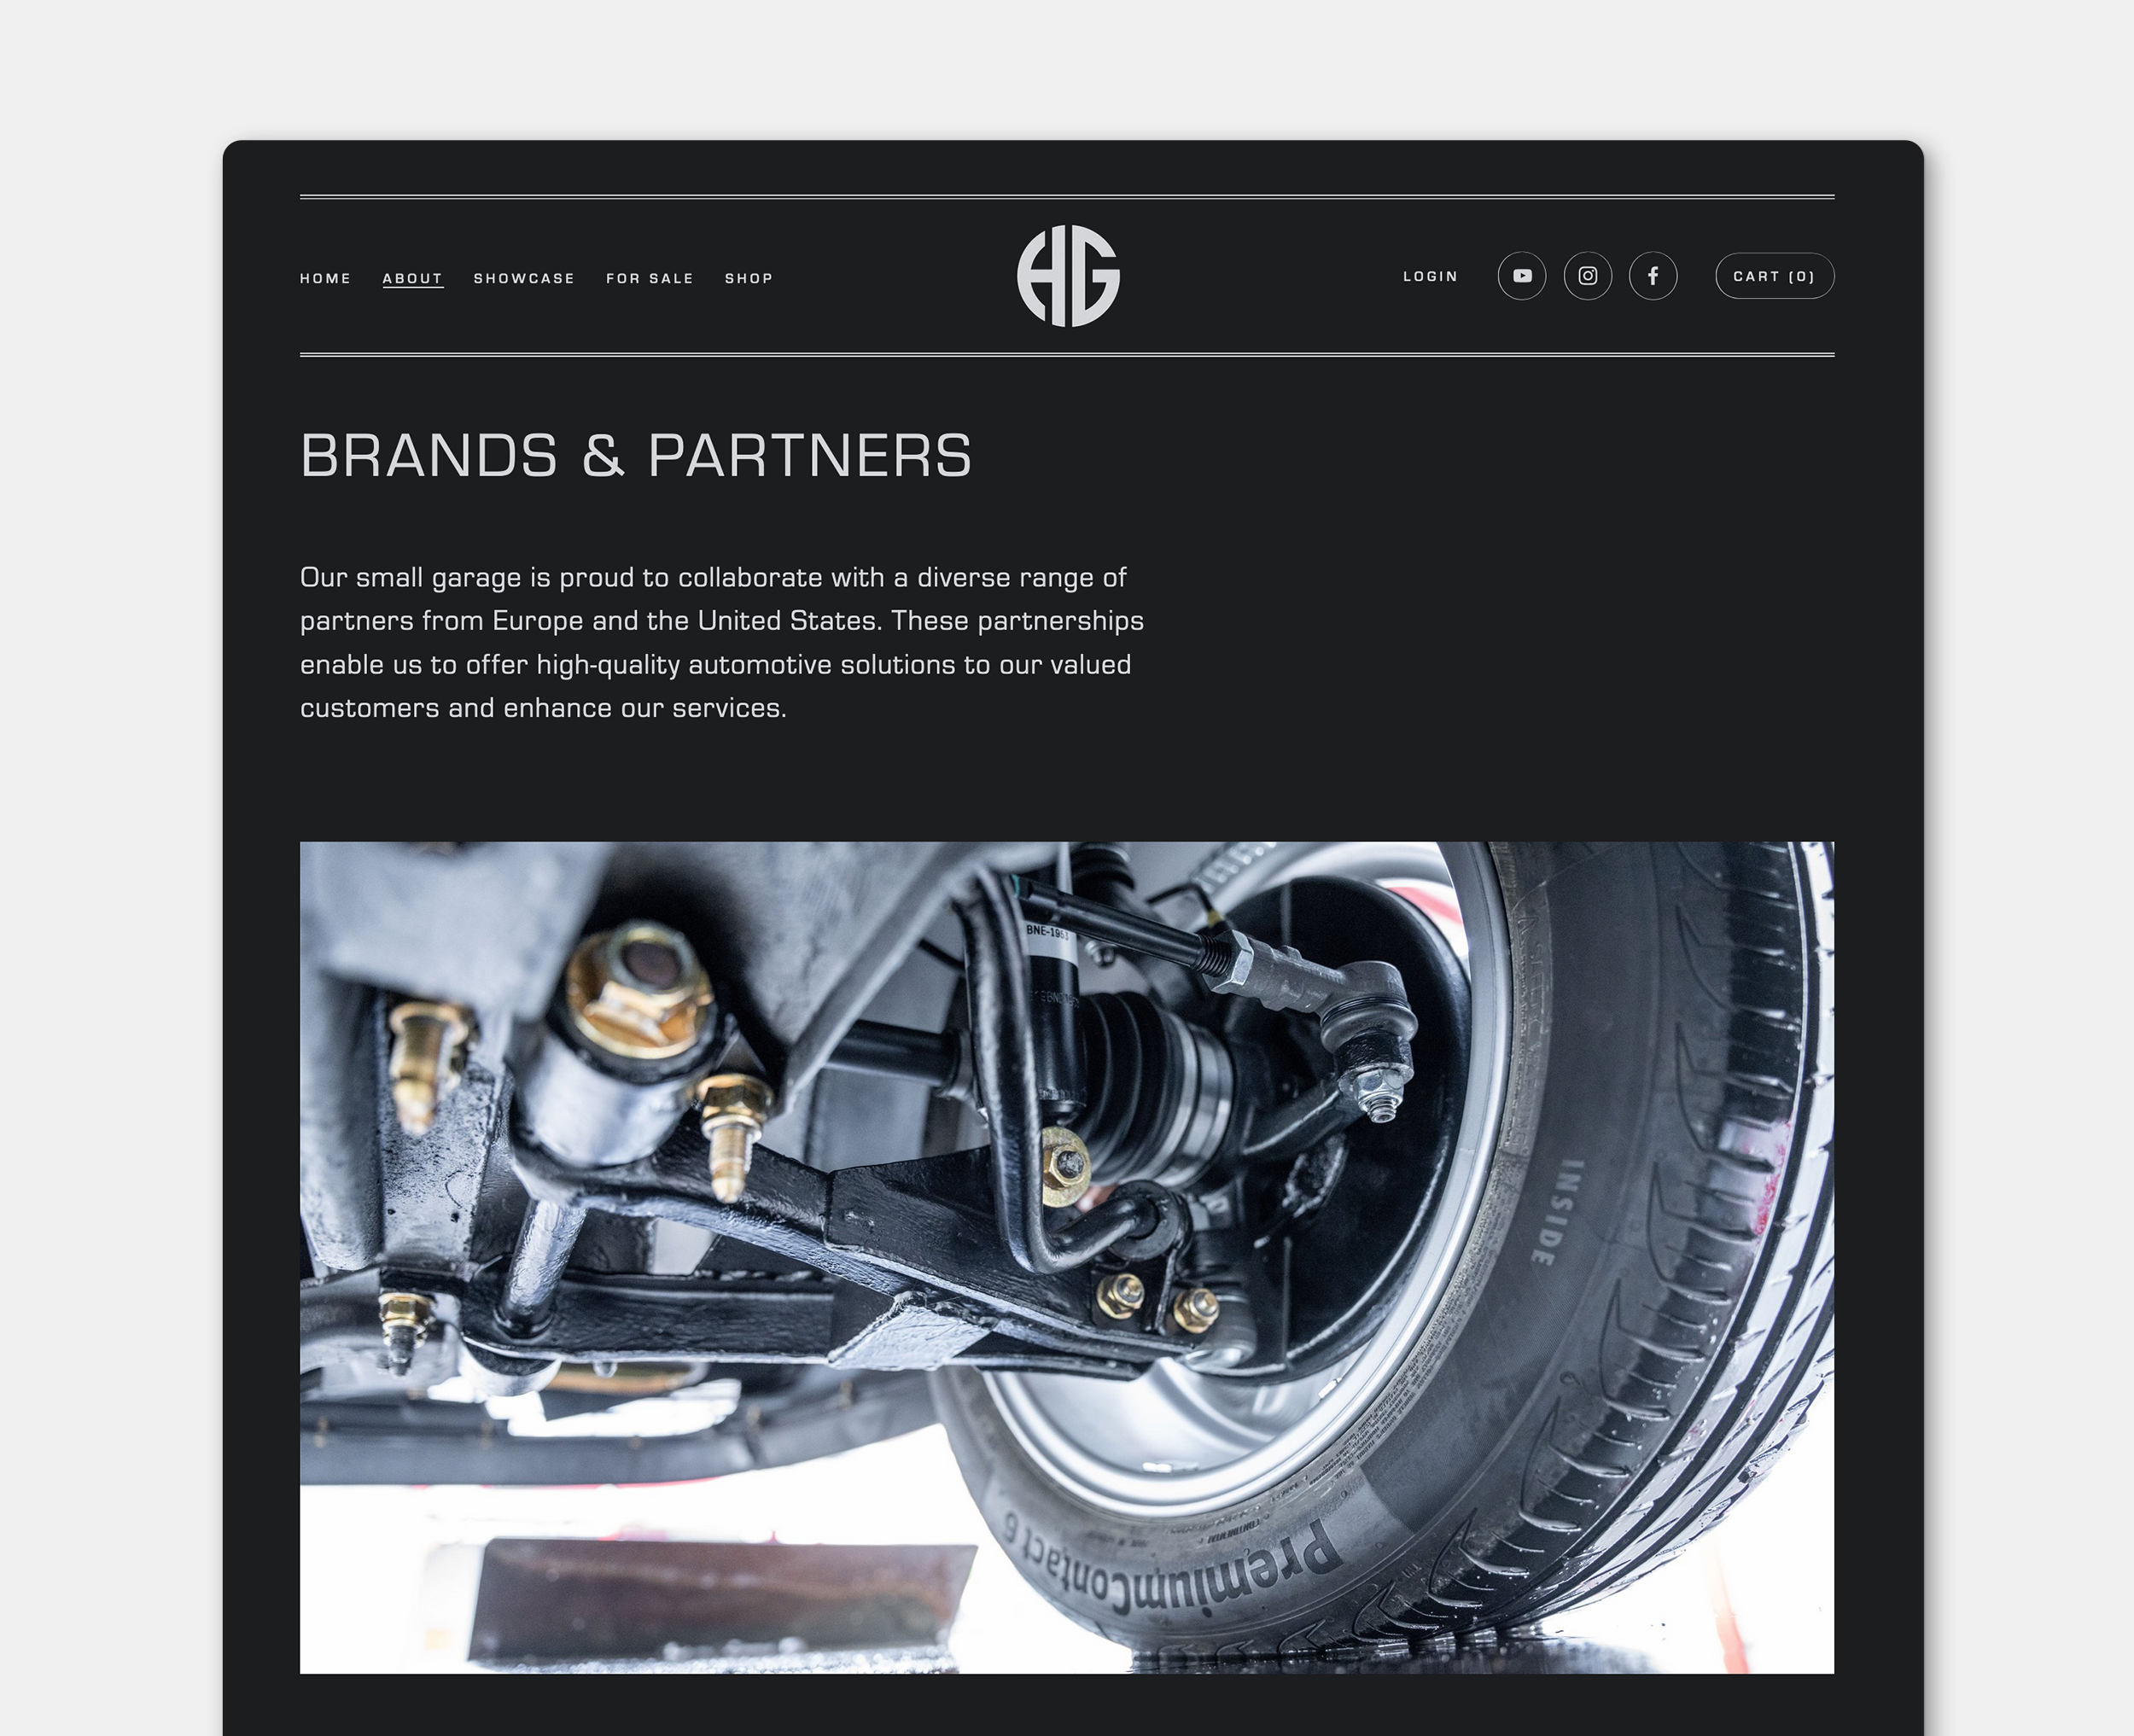 HOME ABOUT SHOWCASE FOR SALE SHOP
HG
LOGIN
CART (0)
BRANDS & PARTNERS
Our small garage is proud to collaborate with a diverse range of
partners from Europe and the United States. These partnerships
enable us to offer high-quality automotive solutions to our valued
customers and enhance our services.
BNE-1953
INSIDE
PremiumContact 6